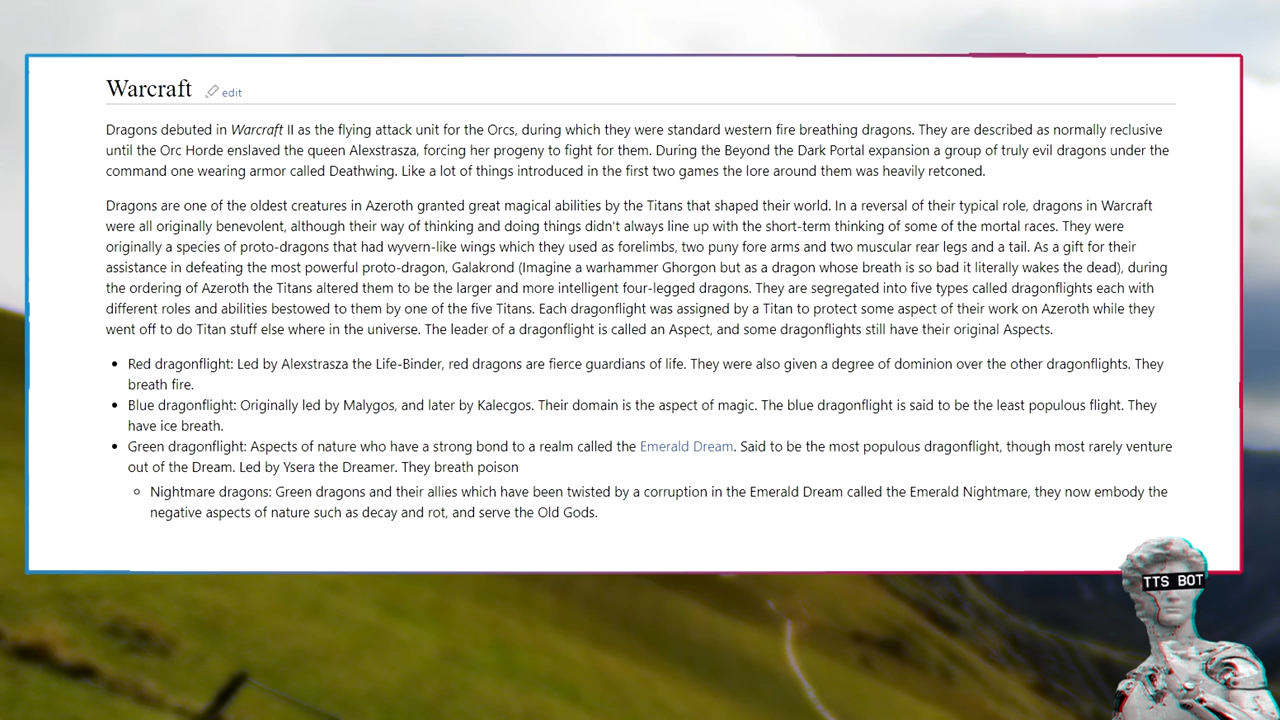 Warcraft edit
Dragons debuted in Warcraft II as the flying attack unit for the Orcs, during which they were standard western fire breathing dragons. They are described as normally reclusive
until the Orc Horde enslaved the queen Alexstrasza, forcing her progeny to fight for them. During the Beyond the Dark Portal expansion a group of truly evil dragons under the
command one wearing armor called Deathwing. Like a lot of things introduced in the first two games the lore around them was heavily retconned.
Dragons are one of the oldest creatures in Azeroth granted great magical abilities by the Titans that shaped their world. In a reversal of their typical role, dragons in Warcraft
were all originally benevolent, although their way of thinking and doing things didn't always line up with the short-term thinking of some of the mortal races. They were
originally a species of proto-dragons that had wyvern-like wings which they used as forelimbs, two puny fore arms and two muscular rear legs and a tail. As a gift for their
assistance in defeating the most powerful proto-dragon, Galakrond (Imagine a warhammer Ghorgon but as a dragon whose breath is so bad it literally wakes the dead), during
the ordering of Azeroth the Titans altered them to be the larger and more intelligent four-legged dragons. They are segregated into five types called dragonflights each with
different roles and abilities bestowed to them by one of the five Titans. Each dragonflight was assigned by a Titan to protect some aspect of their work on Azeroth while they
went off to do Titan stuff else where in the universe. The leader of a dragonflight is called an Aspect, and some dragonflights still have their original Aspects.
• Red dragonflight: Led by Alexstrasza the Life-Binder, red dragons are fierce guardians of life. They were also given a degree of dominion over the other dragonflights. They
breath fire.
• Blue dragonflight: Originally led by Malygos, and later by Kalecgos. Their domain is the aspect of magic. The blue dragonflight is said to be the least populous flight. They
have ice breath.
• Green dragonflight: Aspects of nature who have a strong bond to a realm called the Emerald Dream. Said to be the most populous dragonflight, though most rarely venture
out of the Dream. Led by Ysera the Dreamer. They breath poison
◦ Nightmare dragons: Green dragons and their allies which have been twisted by a corruption in the Emerald Dream called the Emerald Nightmare, they now embody the
negative aspects of nature such as decay and rot, and serve the Old Gods.
TTS BOT